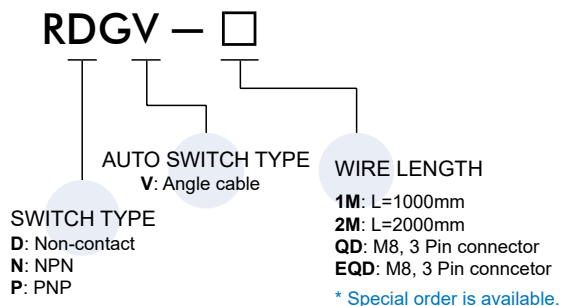 RDGV – □
AUTO SWITCH TYPE
V: Angle cable
SWITCH TYPE
D: Non-contact
N: NPN
P: PNP
WIRE LENGTH
1M: L=1000mm
2M: L=2000mm
QD: M8, 3 Pin connector
EQD: M8, 3 Pin conncetor
* Special order is available.